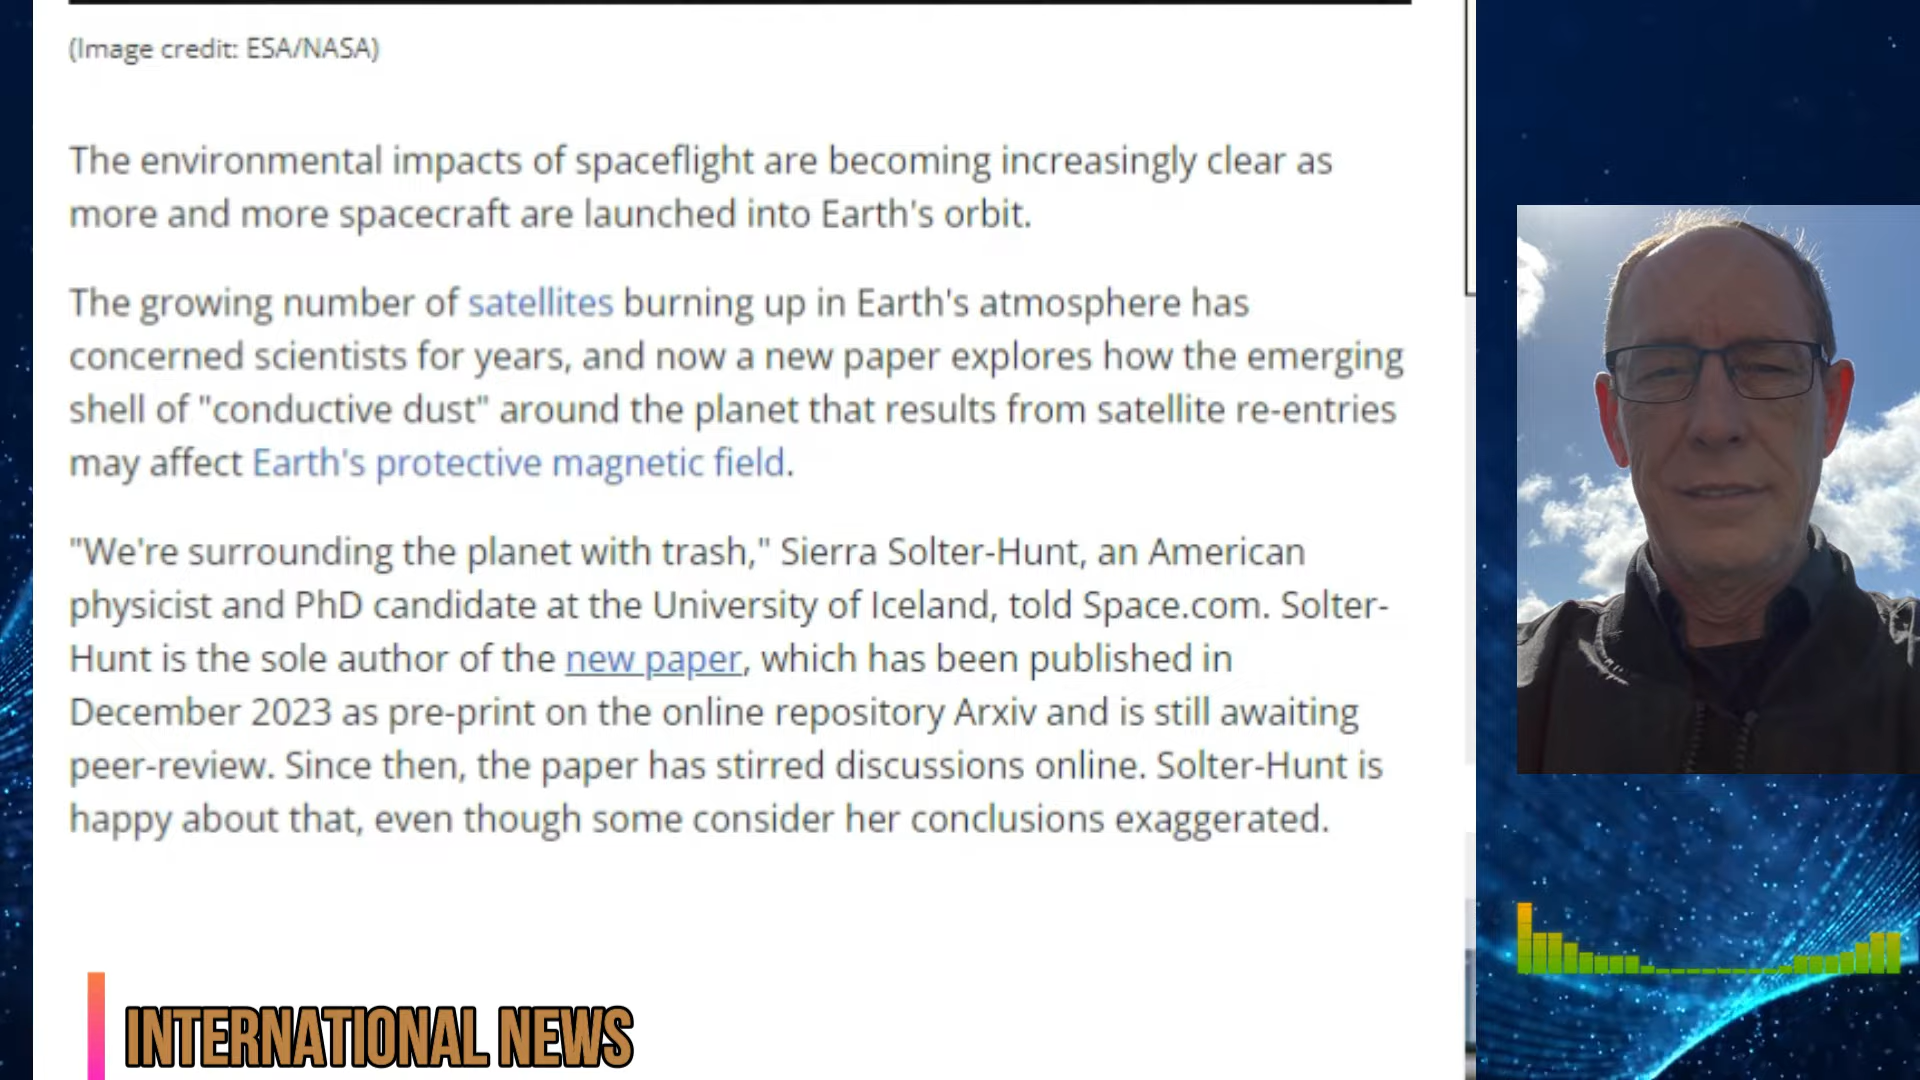 (Image credit: ESA/NASA)
The environmental impacts of spaceflight are becoming increasingly clear as
more and more spacecraft are launched into Earth's orbit.
The growing number of satellites burning up in Earth's atmosphere has
concerned scientists for years, and now a new paper explores how the emerging
shell of "conductive dust" around the planet that results from satellite re-entries
may affect Earth's protective magnetic field.
"We're surrounding the planet with trash," Sierra Solter-Hunt, an American
physicist and PhD candidate at the University of Iceland, told Space.com. Solter-
Hunt is the sole author of the new paper, which has been published in
December 2023 as pre-print on the online repository Arxiv and is still awaiting
peer-review. Since then, the paper has stirred discussions online. Solter-Hunt is
happy about that, even though some consider her conclusions exaggerated.
INTERNATIONAL NEWS